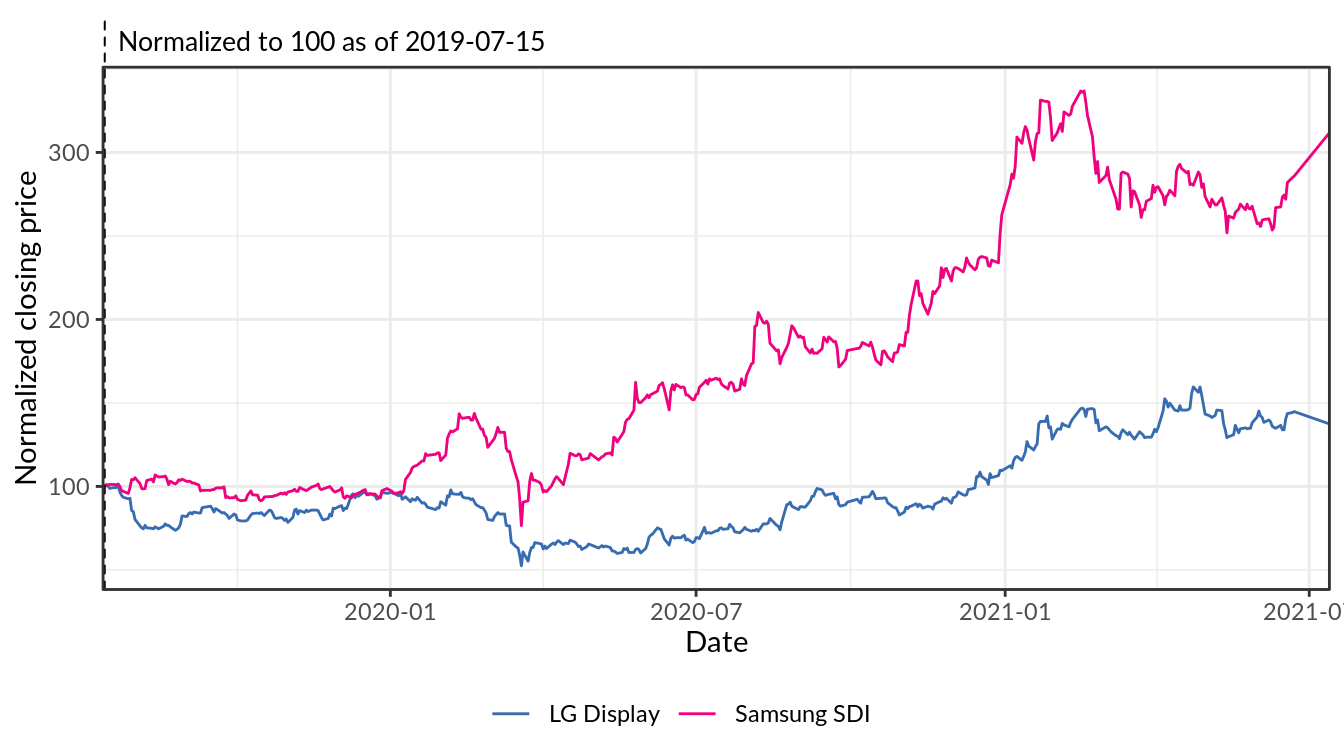 Normalized to 100 as of 2019-07-15
Normalized closing price
300
200
100
2020-01
2020-07
2021-01
2021-0
Date
LG Display
Samsung SDI